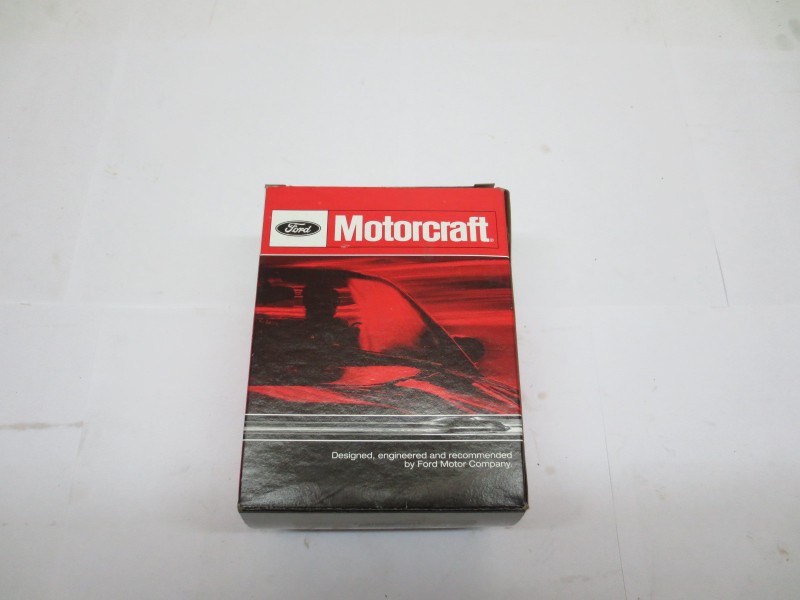 Ford
Motorcraft®
Designed, engineered and recommended
by Ford Motor Company.